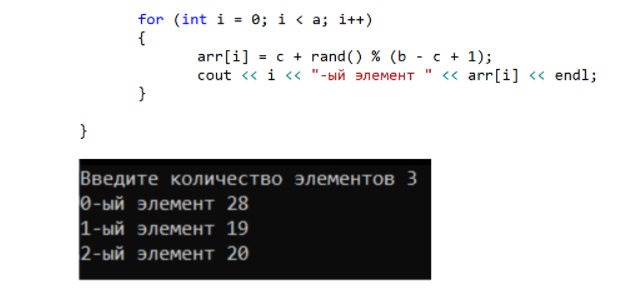 for (int i = 0; i < a; i++)
{
arr[i] = c + rand() % (b - c + 1);
cout << i << "-ый элемент " << arr[i] << endl;
}
}
Введите количество элементов 3
0-ый элемент 28
1-ый элемент 19
2-ый элемент 20